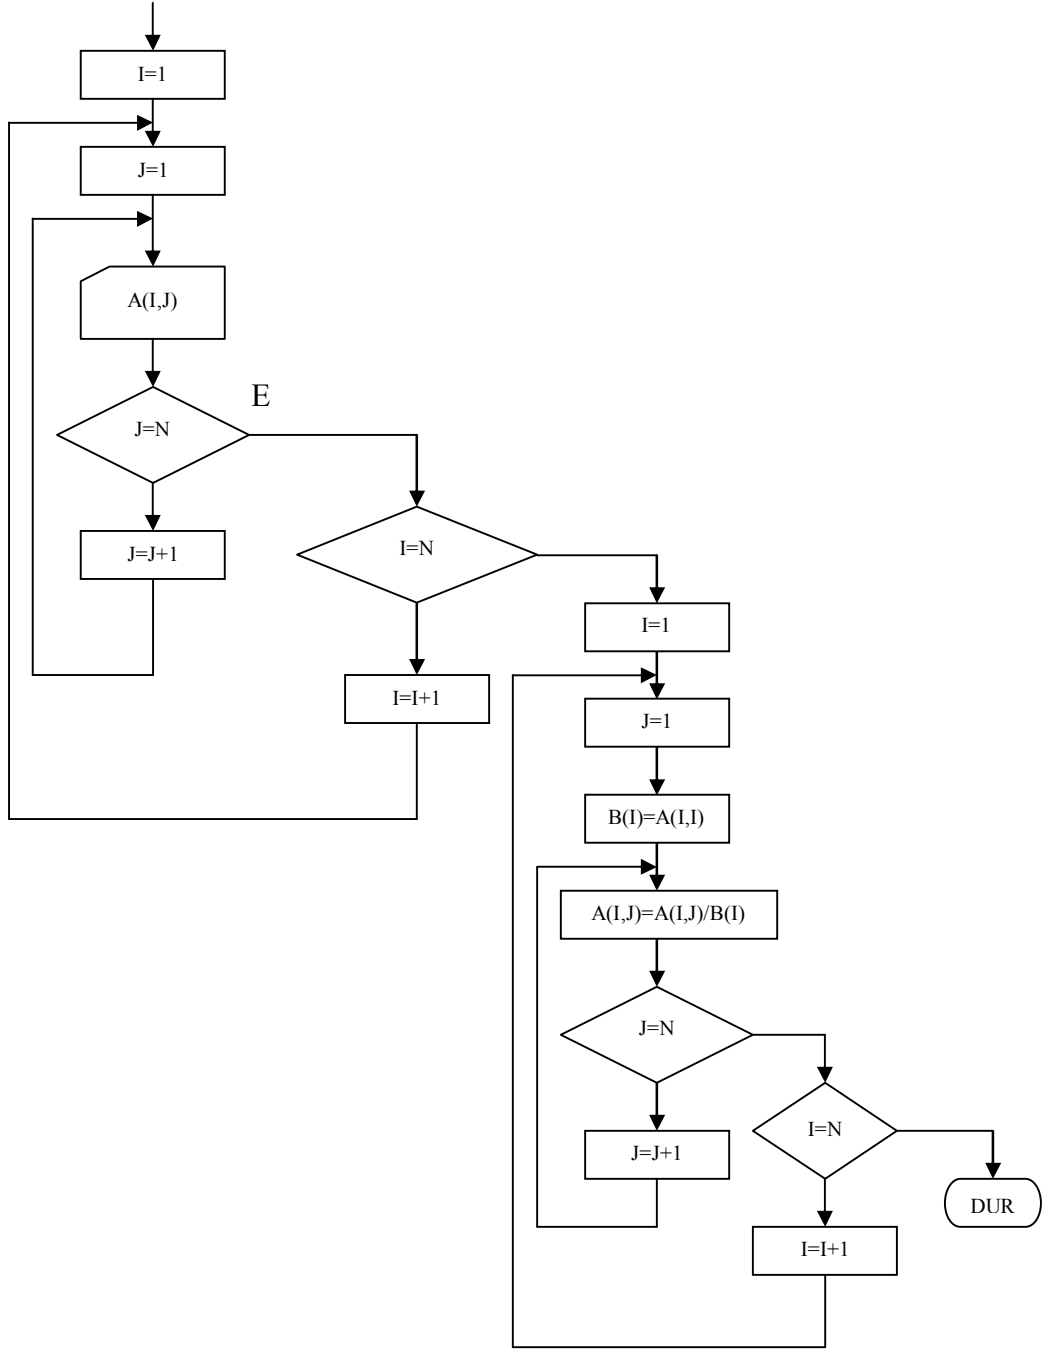 I=1
J=1
A(I,J)
E
J=N
J=J+1
I=N
I=I+1
I=1
J=1
B(I)=A(I,I)
A(I,J)=A(I,J)/B(I)
J=N
J=J+1
I=N
DUR
I=I+1